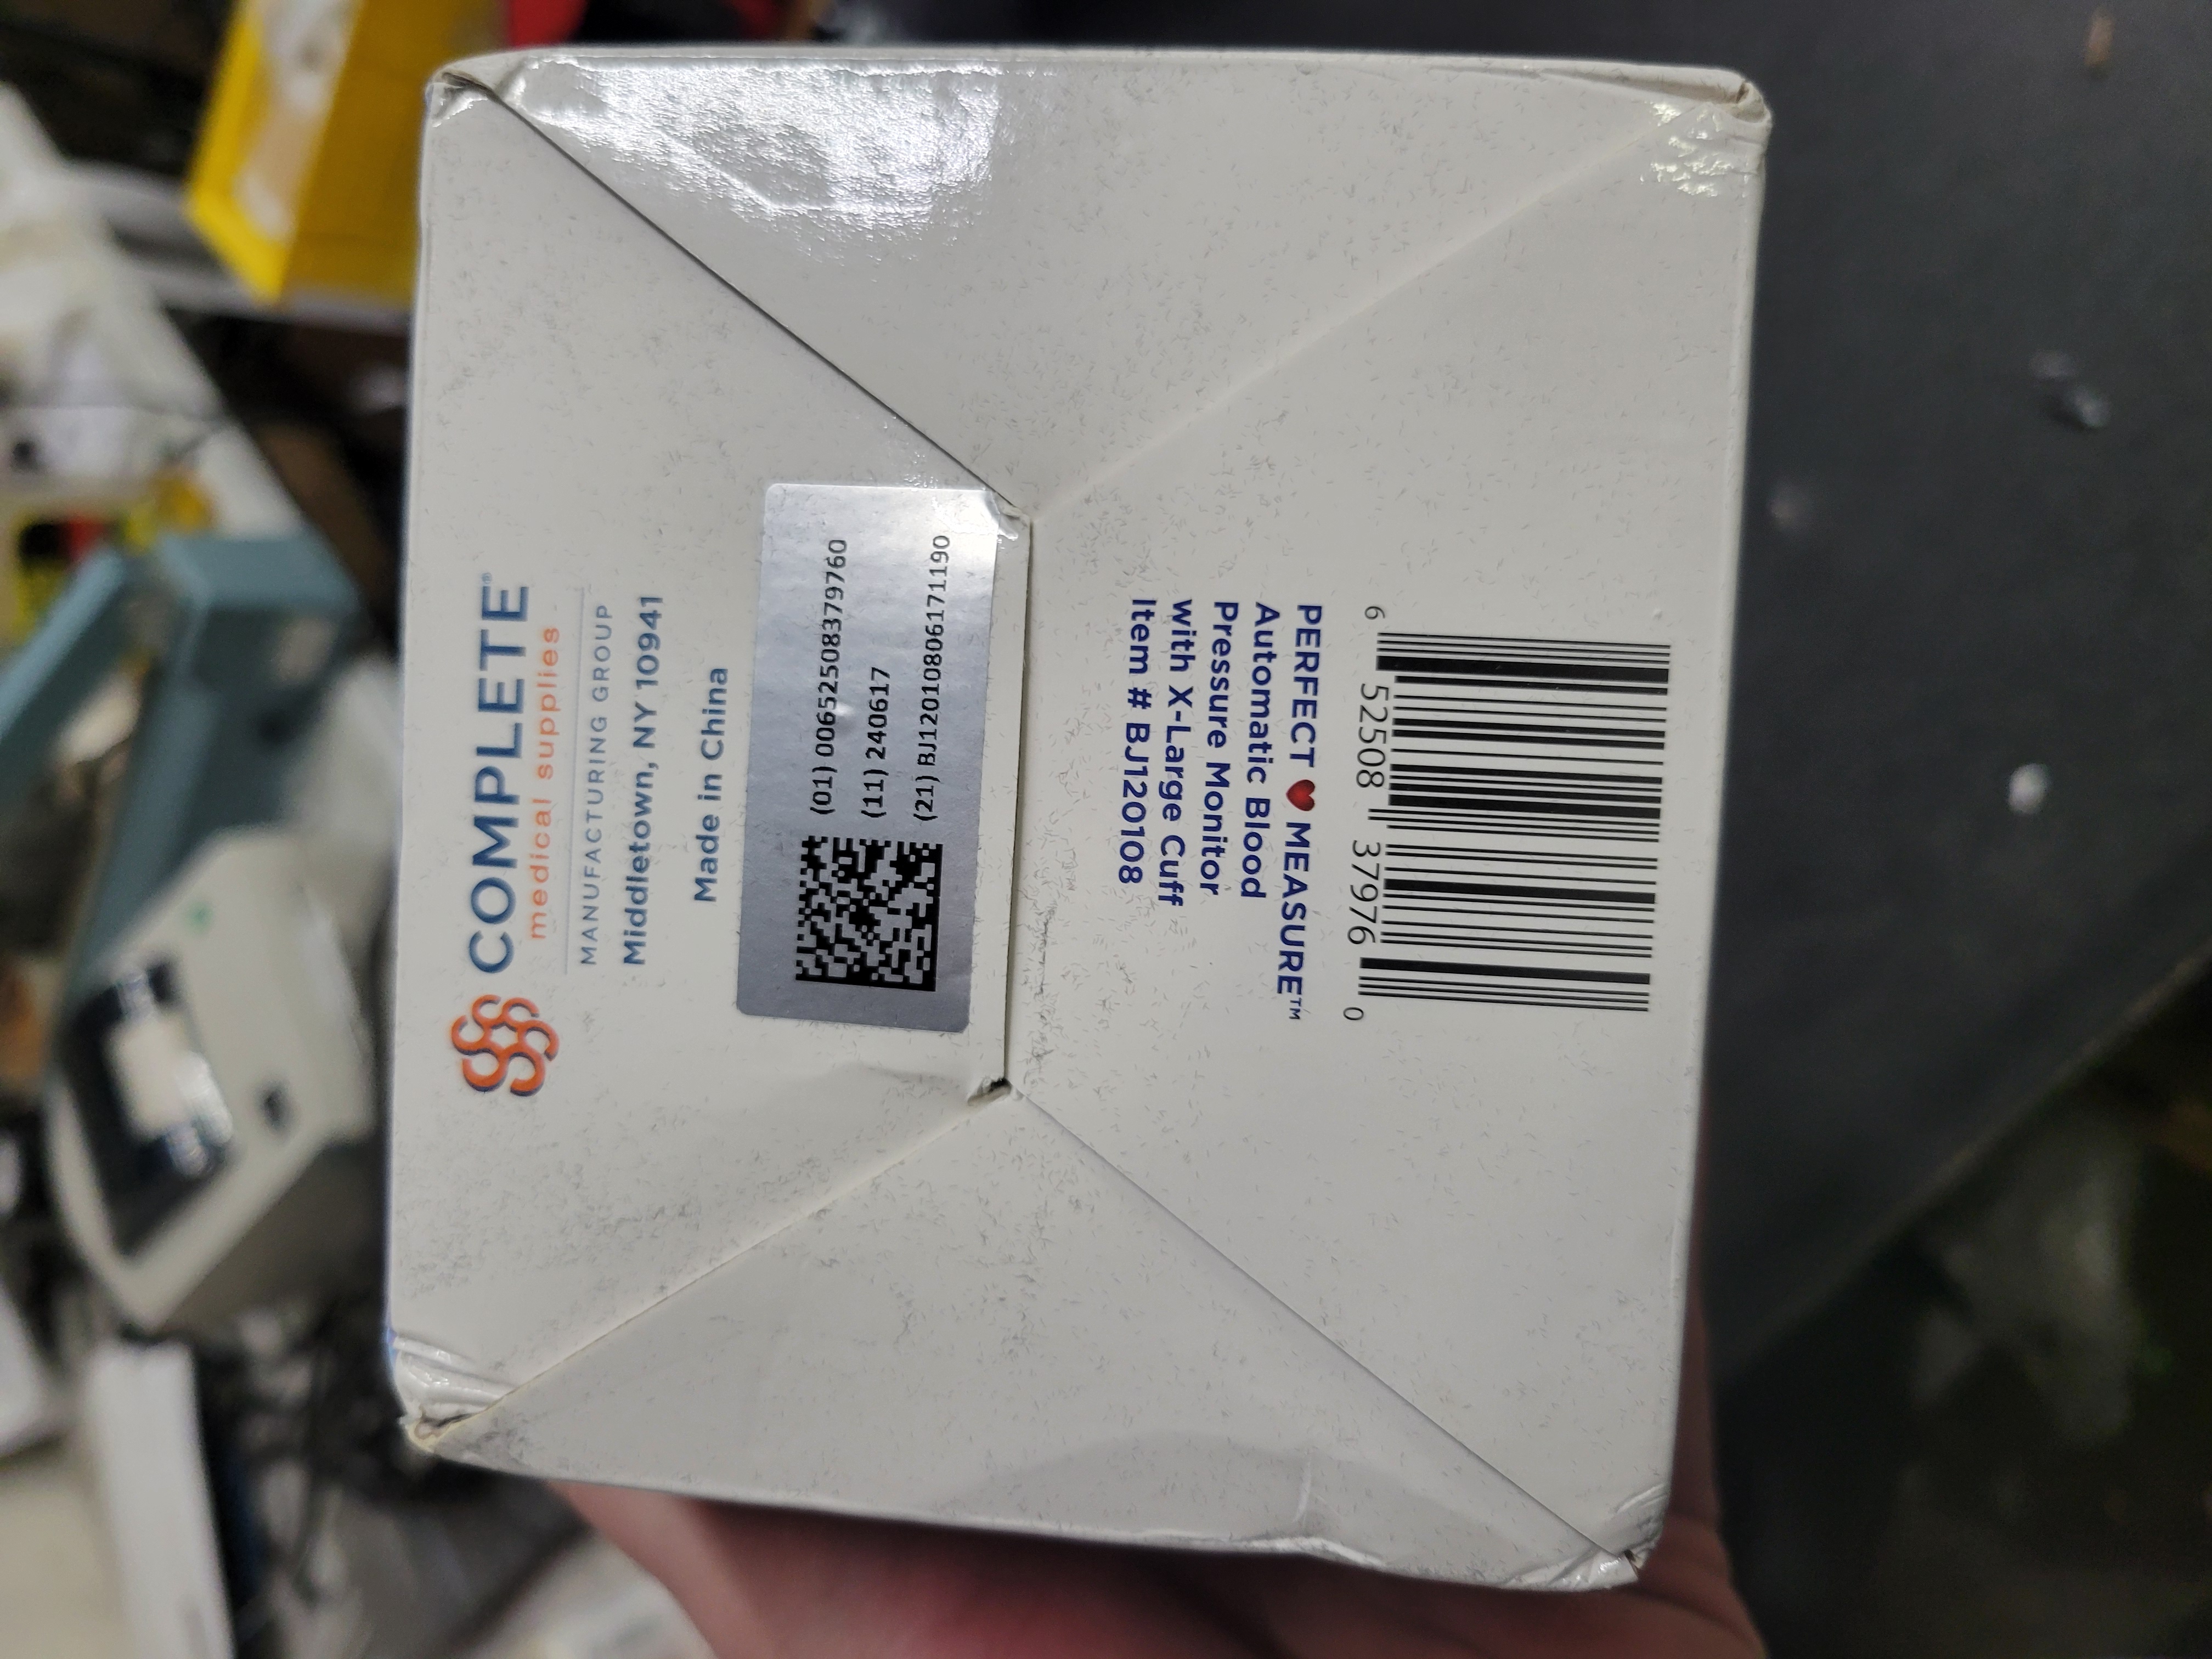 COMPLETE®
medical supplies
MANUFACTURING GROUP
Middletown, NY 10941
Made in China
(01) 00652508379760
(11) 240617
(21) BJ12010806171190
PERFECT ❤ MEASURE™
Automatic Blood
Pressure Monitor
with X-Large Cuff
Item # BJ120108
6 52508 37976 0